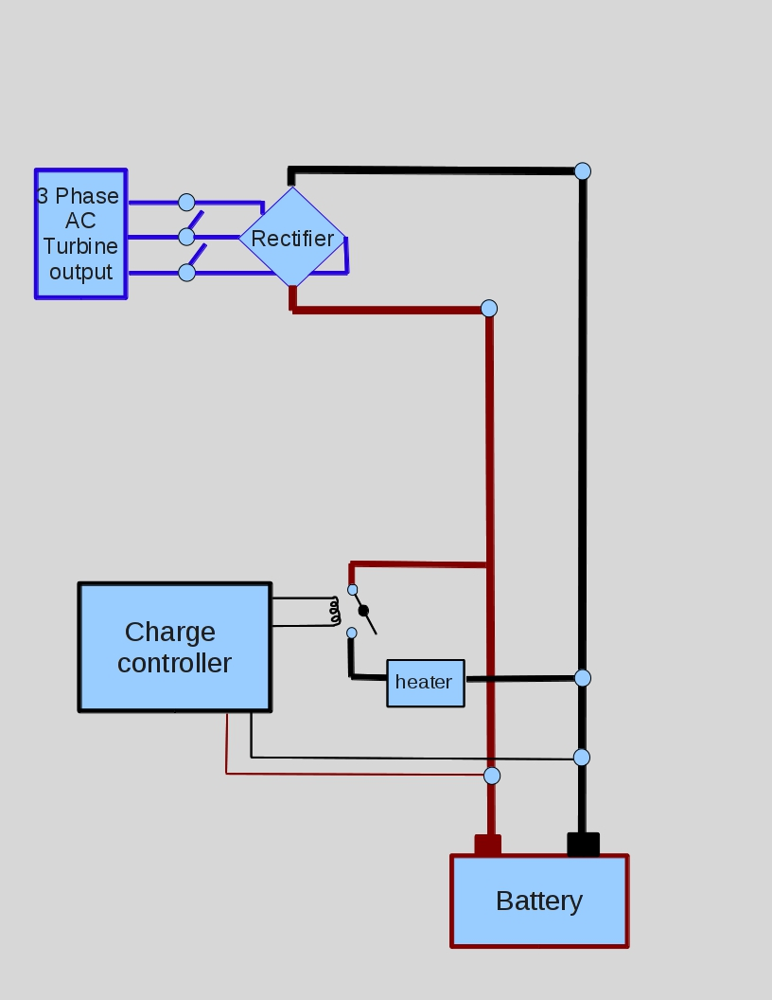 3 Phase
AC
Turbine
output
Rectifier
Charge
controller
heater
Battery